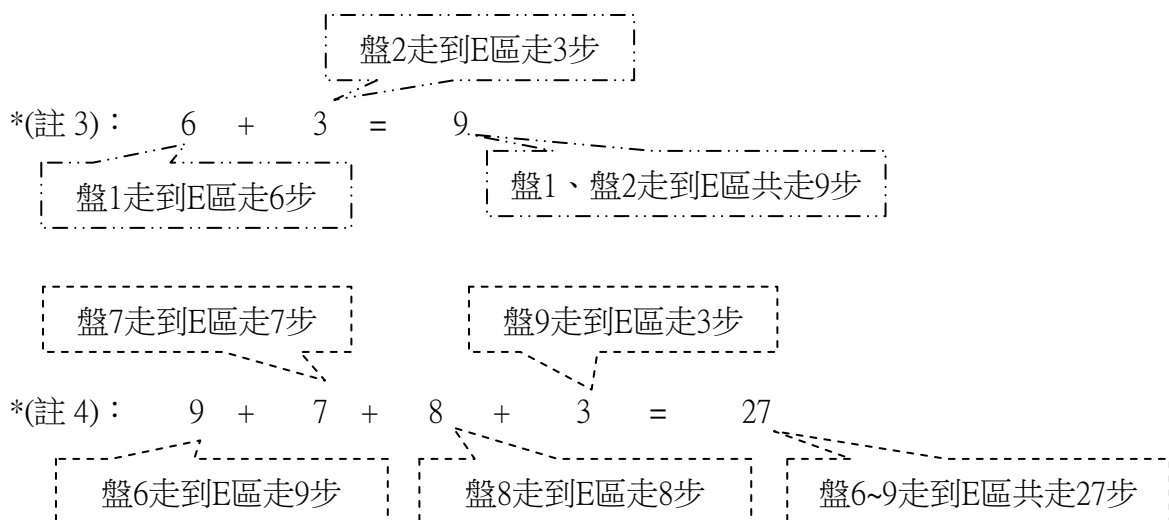 盤2走到E區走3步
*(註 3)： 6 + 3 = 9
盤1走到E區走6步 盤1、盤2走到E區共走9步
盤7走到E區走7步 盤9走到E區走3步
*(註 4)： 9 + 7 + 8 + 3 = 27
盤6走到E區走9步 盤8走到E區走8步 盤6~9走到E區共走27步